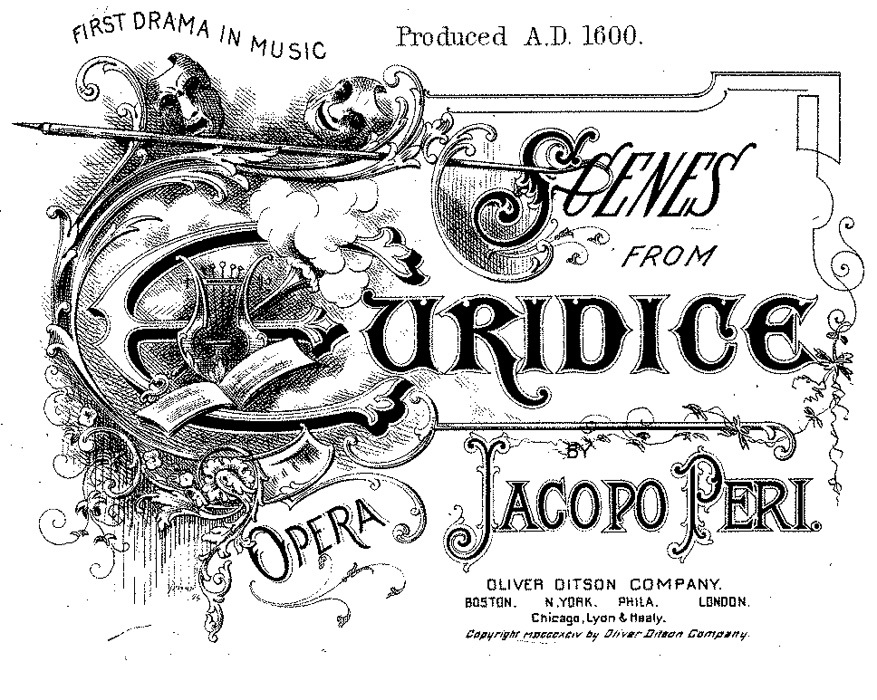 FIRST DRAMA IN MUSIC
Produced A.D. 1600.
SCENES
FROM
EURIDICE
BY
JACOPO PERI.
OPERA
OLIVER DITSON COMPANY.
BOSTON. N.YORK. PHILA. LONDON.
Chicago, Lyon & Healy.
Copyright MDCCCXCIV by Oliver Ditson Company.